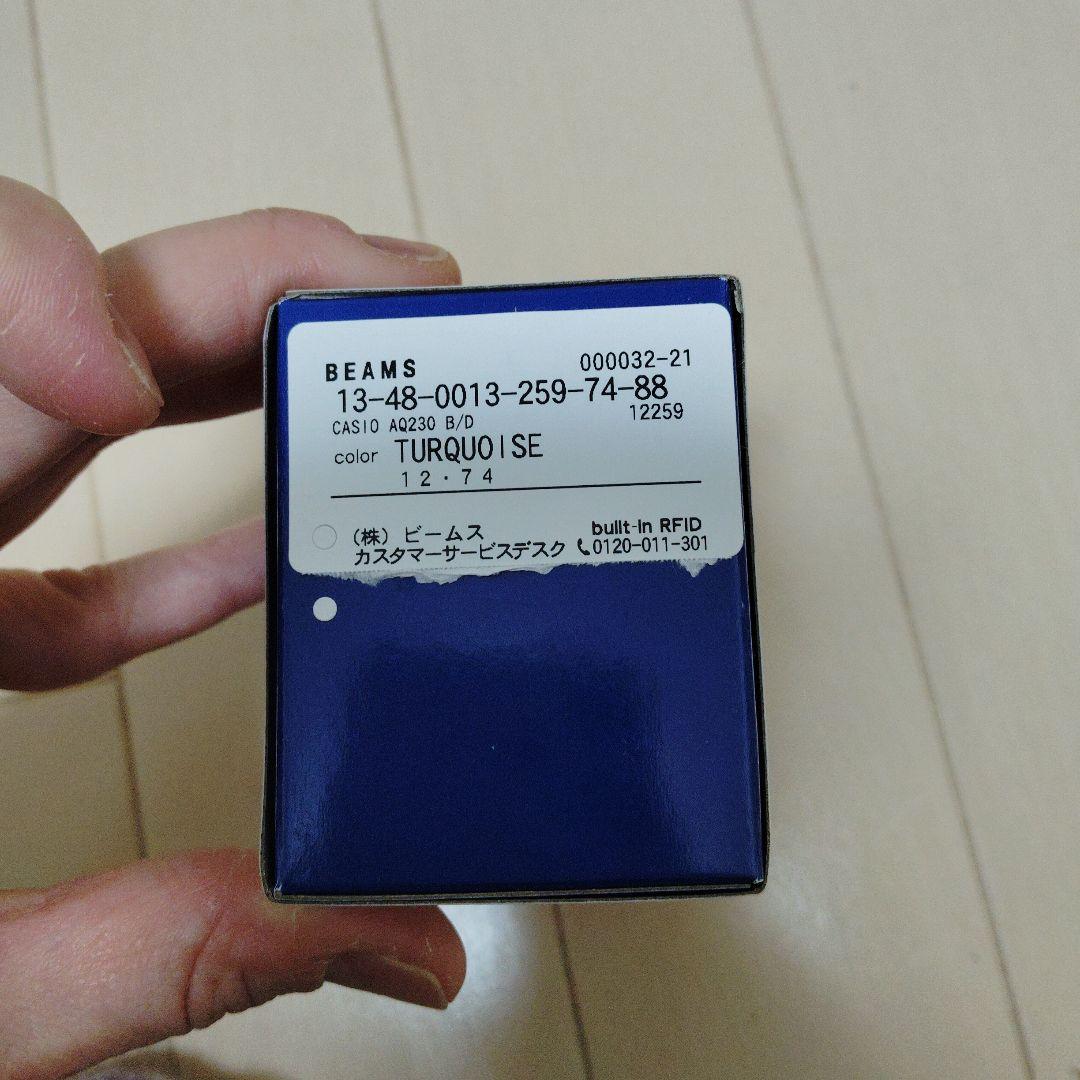 BEAMS 000032-21
13-48-0013-259-74-88
CASIO AQ230 B/D 12259
color TURQUOISE
12・74
(株) ビームス built-in RFID
カスタマーサービスデスク 0120-011-301